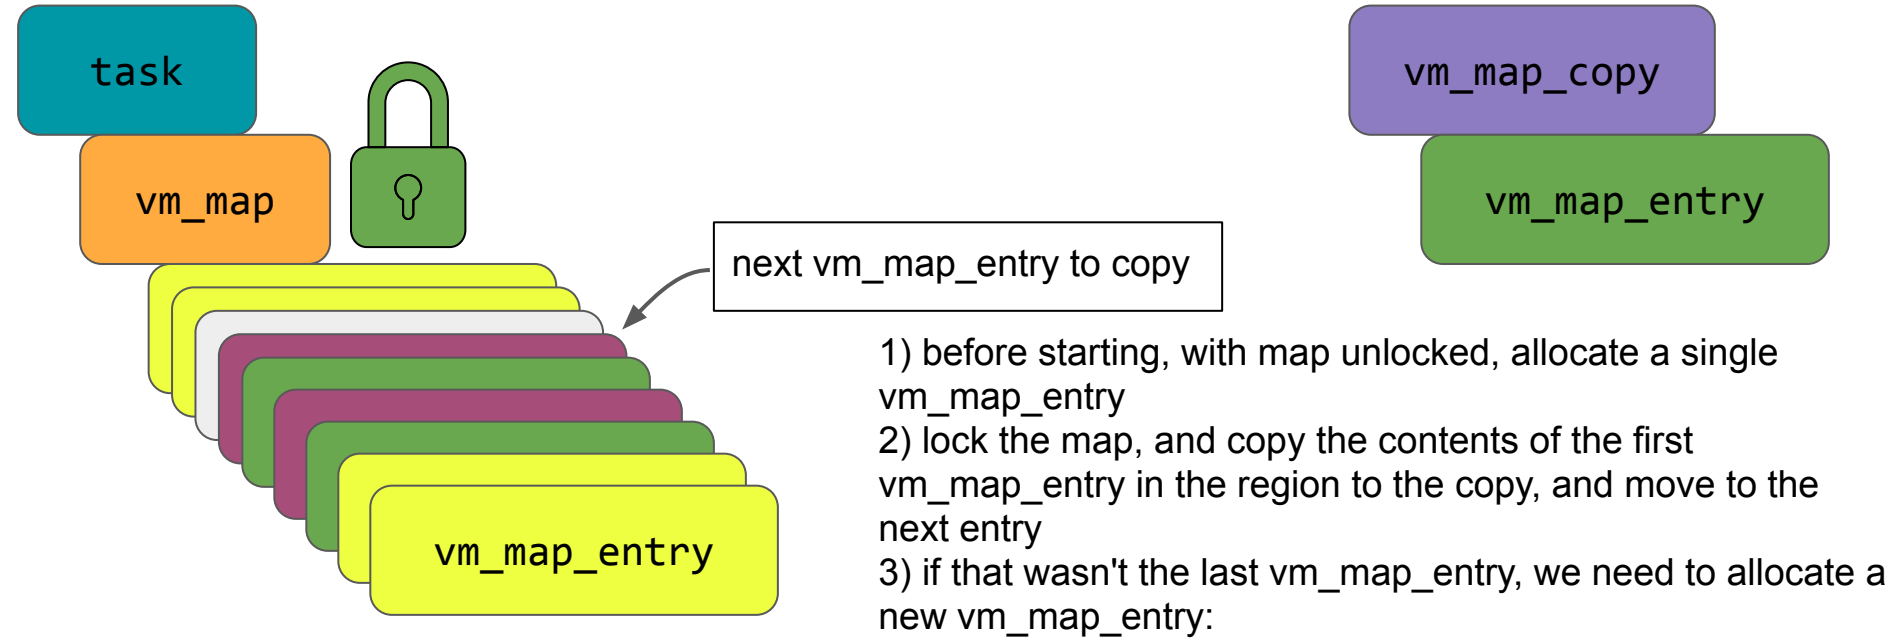 task
vm_map_copy
vm_map
vm_map_entry
next vm_map_entry to copy
1) before starting, with map unlocked, allocate a single
vm_map_entry
2) lock the map, and copy the contents of the first
vm_map_entry in the region to the copy, and move to the
next entry
3) if that wasn't the last vm_map_entry, we need to allocate a
new vm_map_entry:
vm_map_entry